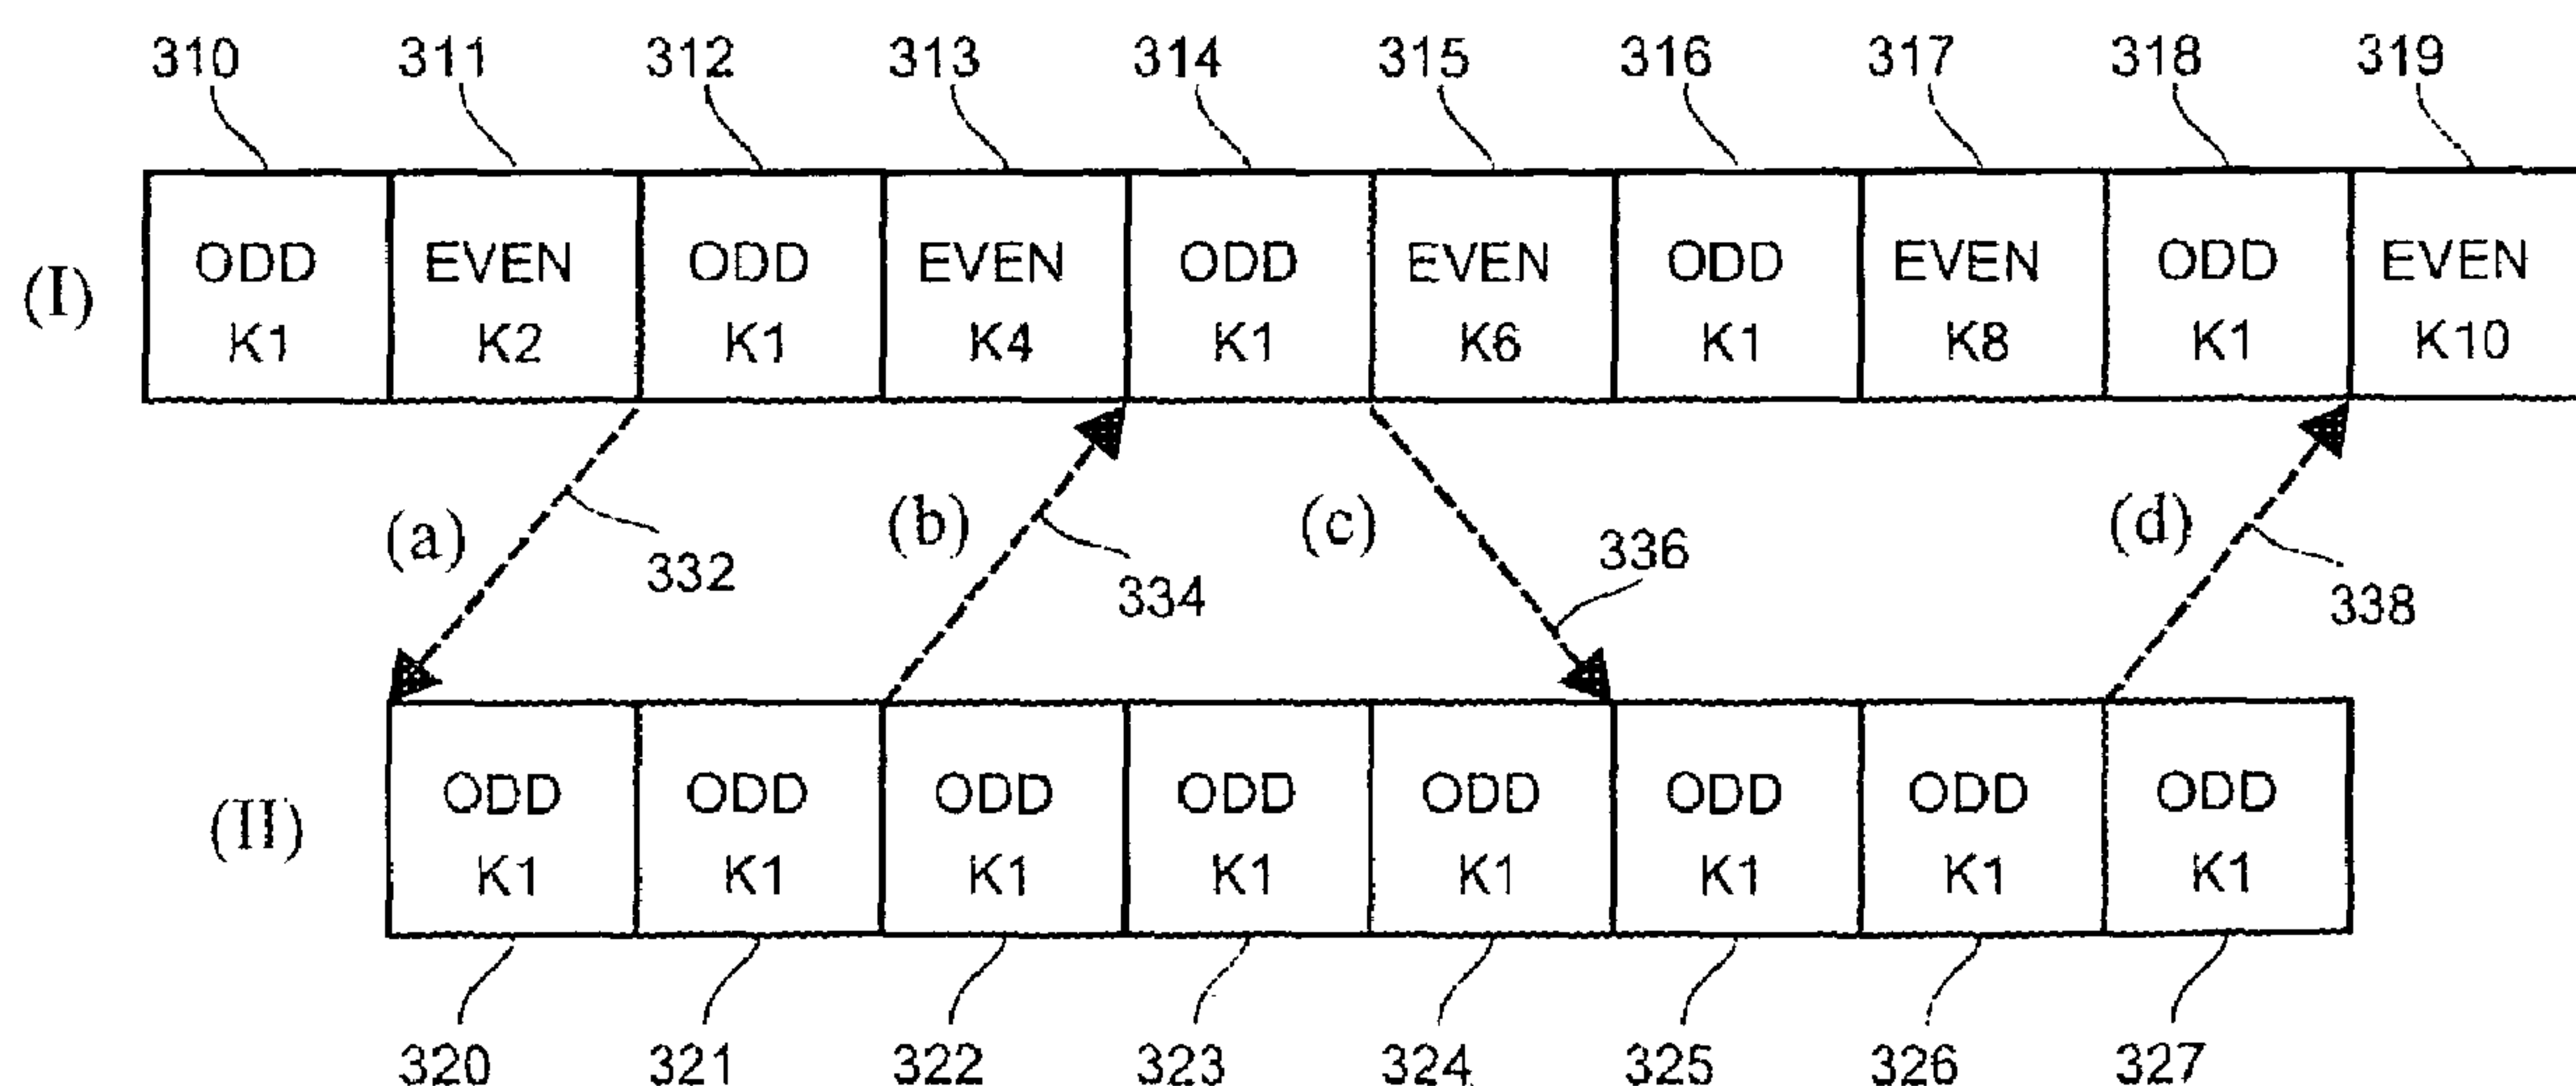 310 311 312 313 314 315 316 317 318 319
(I) ODD EVEN ODD EVEN ODD EVEN ODD EVEN ODD EVEN
K1 K2 K1 K4 K1 K6 K1 K8 K1 K10
(a) 332 (b) 334 (c) 336 (d) 338
(II) ODD ODD ODD ODD ODD ODD ODD ODD
K1 K1 K1 K1 K1 K1 K1 K1
320 321 322 323 324 325 326 327